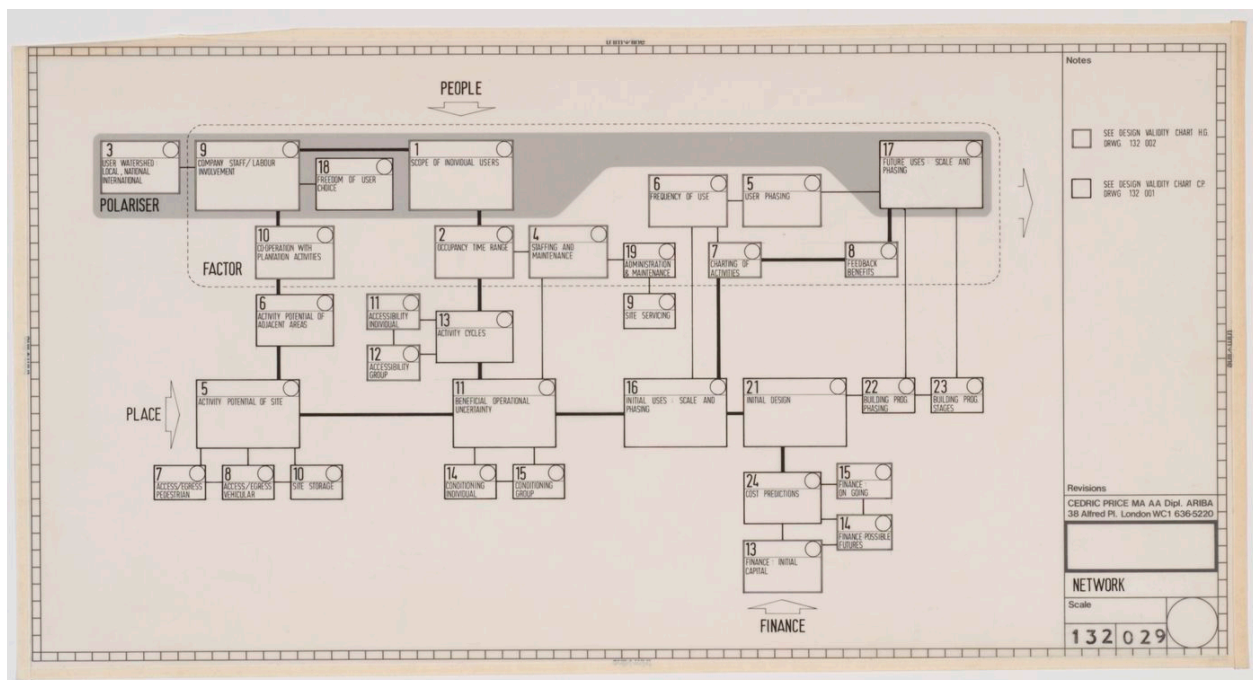 PEOPLE
3
USER WATERSHED :
LOCAL , NATIONAL
INTERNATIONAL
POLARISER
9
COMPANY STAFF/ LABOUR
INVOLVEMENT
18
FREEDOM OF USER
CHOICE
1
SCOPE OF INDIVIDUAL USERS
17
FUTURE USES : SCALE AND
PHASING
6
FREQUENCY OF USE
5
USER PHASING
10
CO-OPERATION WITH
PLANTATION ACTIVITIES
FACTOR
2
OCCUPANCY TIME RANGE
4
STAFFING AND
MAINTENANCE
19
ADMINISTRATION
& MAINTENANCE
7
CHARTING OF
ACTIVITIES
8
FEEDBACK
BENEFITS
6
ACTIVITY POTENTIAL OF
ADJACENT AREAS
11
ACCESSIBILITY
INDIVIDUAL
12
ACCESSIBILITY
GROUP
13
ACTIVITY CYCLES
9
SITE SERVICING
PLACE
5
ACTIVITY POTENTIAL OF SITE
11
BENEFICIAL OPERATIONAL
UNCERTAINTY
16
INITIAL USES : SCALE AND
PHASING
21
INITIAL DESIGN
22
BUILDING PROG.
PHASING
23
BUILDING PROG.
STAGES
7
ACCESS/EGRESS
PEDESTRIAN
8
ACCESS/EGRESS
VEHICULAR
10
SITE STORAGE
14
CONDITIONING
INDIVIDUAL
15
CONDITIONING
GROUP
24
COST PREDICTIONS
15
FINANCE :
ON GOING
14
FINANCE POSSIBLE
FUTURES
13
FINANCE : INITIAL
CAPITAL
FINANCE
Notes
SEE DESIGN VALIDITY CHART H.G.
DRWG 132 002
SEE DESIGN VALIDITY CHART C.P.
DRWG 132 001
Revisions
CEDRIC PRICE MA AA Dipl. ARIBA
38 Alfred Pl. London WC1 636-5220
NETWORK
Scale
132 029